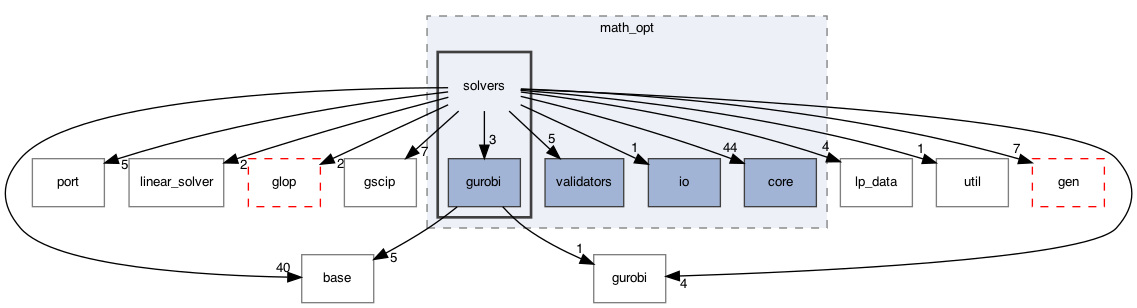 math_opt
solvers
3
5
7
5
2
2
1
44
4
1
7
port
linear_solver
glop
gscip
gurobi
validators
io
core
lp_data
util
gen
40
5
1
4
base
gurobi